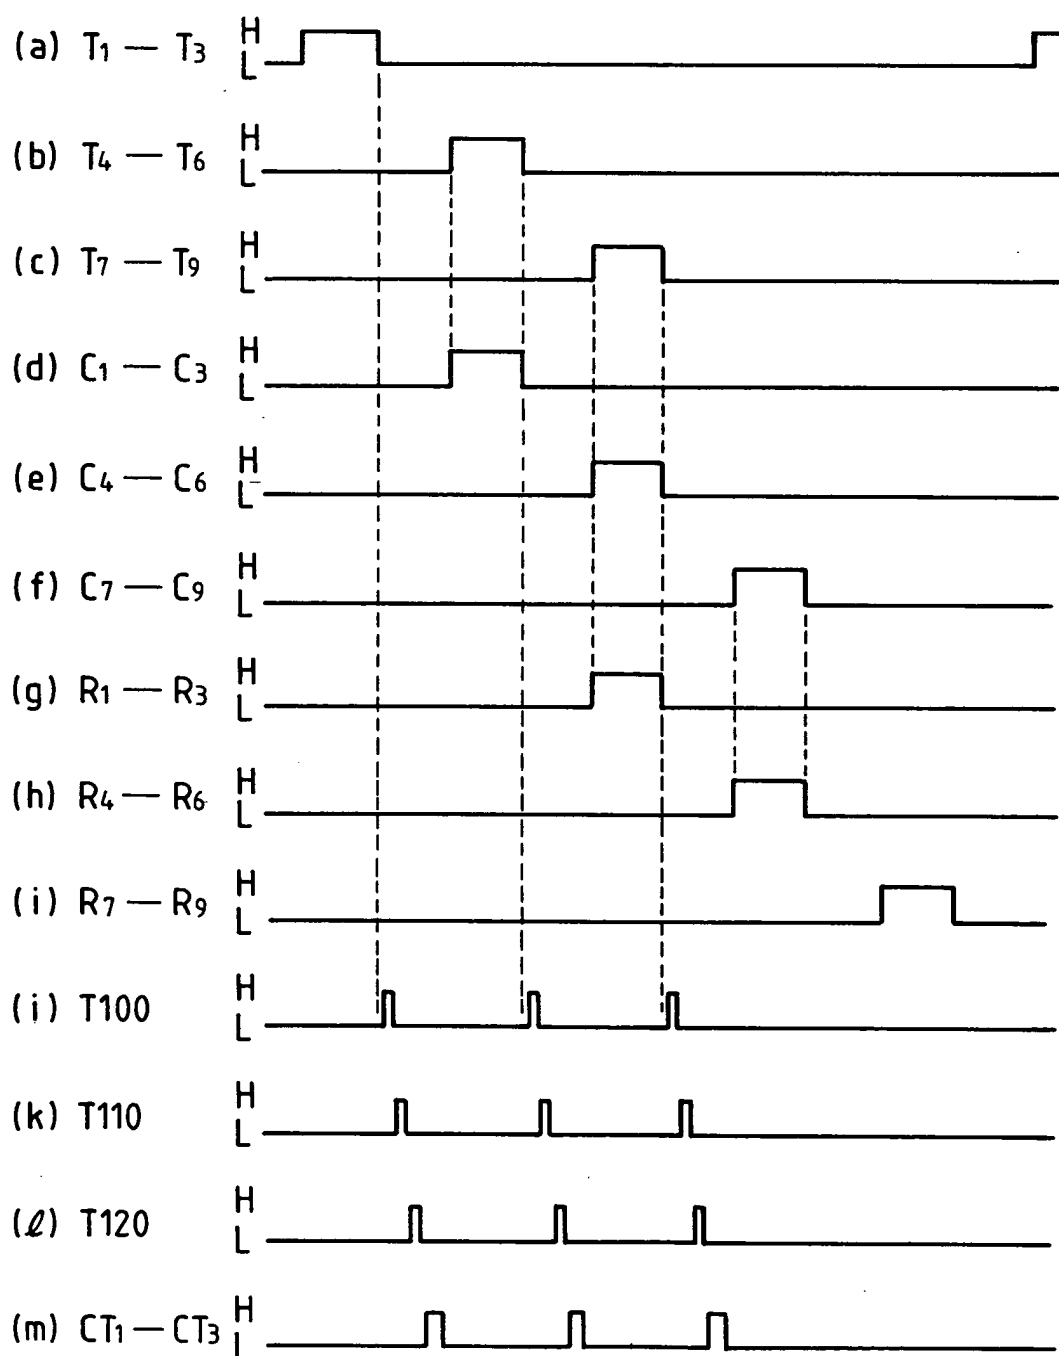 (a) T1 — T3 H L
(b) T4 — T6 H L
(c) T7 — T9 H L
(d) C1 — C3 H L
(e) C4 — C6 H L
(f) C7 — C9 H L
(g) R1 — R3 H L
(h) R4 — R6 H L
(i) R7 — R9 H L
(i) T100 H L
(k) T110 H L
(ℓ) T120 H L
(m) CT1 — CT3 H L